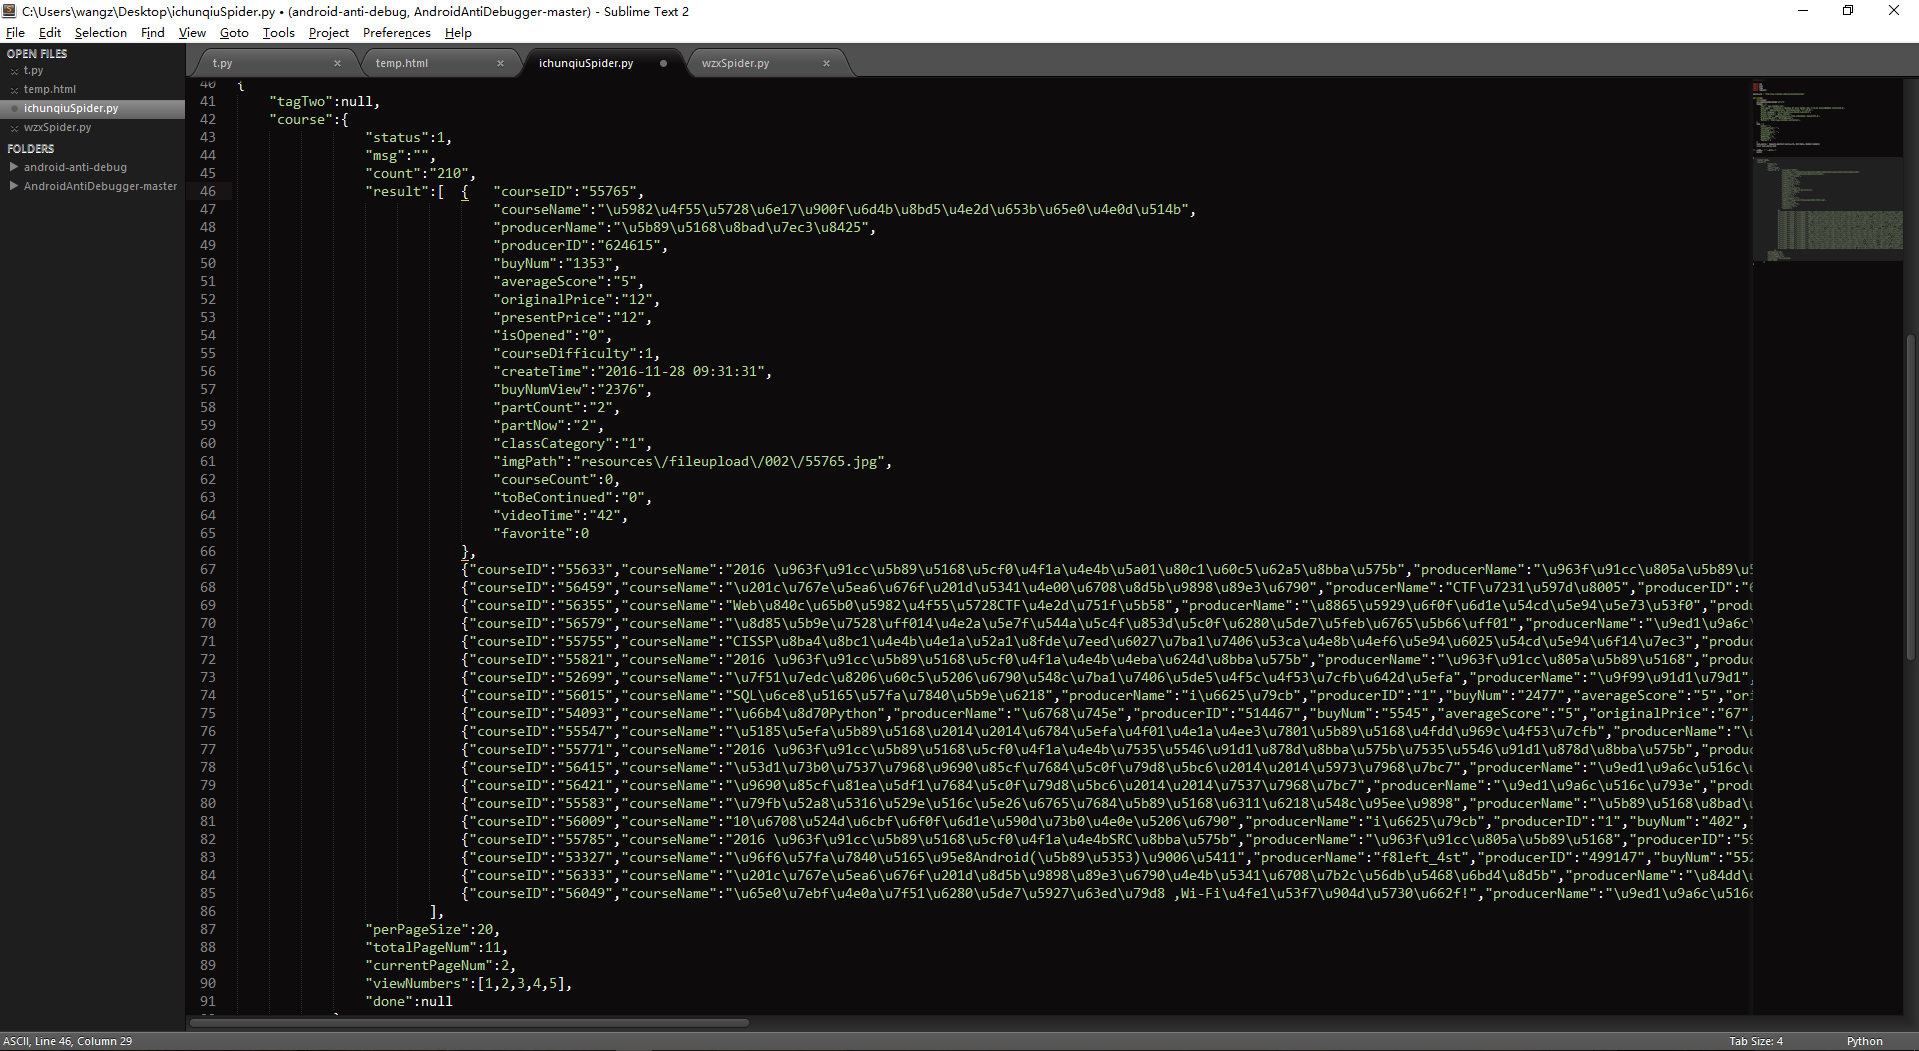 C:\Users\wangz\Desktop\ichunqiuSpider.py • (android-anti-debug, AndroidAntiDebugger-master) - Sublime Text 2
File Edit Selection Find View Goto Tools Project Preferences Help
OPEN FILES
t.py
temp.html
ichunqiuSpider.py
wzxSpider.py
FOLDERS
android-anti-debug
AndroidAntiDebugger-master
t.py temp.html ichunqiuSpider.py wzxSpider.py
40 {
41 "tagTwo":null,
42 "course":{
43 "status":1,
44 "msg":"",
45 "count":"210",
46 "result":[ { "courseID":"55765",
47 "courseName":"\u5982\u4f55\u5728\u6e17\u900f\u6d4b\u8bd5\u4e2d\u653b\u65e0\u4e0d\u514b",
48 "producerName":"\u5b89\u5168\u8bad\u7ec3\u8425",
49 "producerID":"624615",
50 "buyNum":"1353",
51 "averageScore":"5",
52 "originalPrice":"12",
53 "presentPrice":"12",
54 "isOpened":"0",
55 "courseDifficulty":1,
56 "createTime":"2016-11-28 09:31:31",
57 "buyNumView":"2376",
58 "partCount":"2",
59 "partNow":"2",
60 "classCategory":"1",
61 "imgPath":"resources\/fileupload\/002\/55765.jpg",
62 "courseCount":0,
63 "toBeContinued":"0",
64 "videoTime":"42",
65 "favorite":0
66 },
67 {"courseID":"55633","courseName":"2016 \u963f\u91cc\u5b89\u5168\u5cf0\u4f1a\u4e4b\u5a01\u80c1\u60c5\u62a5\u8bba\u575b","producerName":"\u963f\u91cc\u805a\u5b89\u5
68 {"courseID":"56459","courseName":"\u201c\u767e\u5ea6\u676f\u201d\u5341\u4e00\u6708\u8d5b\u9898\u89e3\u6790","producerName":"CTF\u7231\u597d\u8005","producerID":"6
69 {"courseID":"56355","courseName":"Web\u840c\u65b0\u5982\u4f55\u5728CTF\u4e2d\u751f\u5b58","producerName":"\u8865\u5929\u6f0f\u6d1e\u54cd\u5e94\u5e73\u53f0","produ
70 {"courseID":"56579","courseName":"\u8d85\u5b9e\u7528\uff014\u4e2a\u5e7f\u544a\u5c4f\u853d\u5c0f\u6280\u5de7\u5feb\u6765\u5b66\uff01","producerName":"\u9ed1\u9a6c\
71 {"courseID":"55755","courseName":"CISSP\u8ba4\u8bc1\u4e4b\u4e1a\u52a1\u8fde\u7eed\u6027\u7ba1\u7406\u53ca\u4e8b\u4ef6\u5e94\u6025\u54cd\u5e94\u6f14\u7ec3","produc
72 {"courseID":"55821","courseName":"2016 \u963f\u91cc\u5b89\u5168\u5cf0\u4f1a\u4e4b\u4eba\u624d\u8bba\u575b","producerName":"\u963f\u91cc\u805a\u5b89\u5168","produc
73 {"courseID":"52699","courseName":"\u7f51\u7edc\u8206\u60c5\u5206\u6790\u548c\u7ba1\u7406\u5de5\u4f5c\u4f53\u7cfb\u642d\u5efa","producerName":"\u9f99\u91d1\u79d1",
74 {"courseID":"56015","courseName":"SQL\u6ce8\u5165\u57fa\u7840\u5b9e\u6218","producerName":"i\u6625\u79cb","producerID":"1","buyNum":"2477","averageScore":"5","ori
75 {"courseID":"54093","courseName":"\u66b4\u8d70Python","producerName":"\u6768\u745e","producerID":"514467","buyNum":"5545","averageScore":"5","originalPrice":"67",
76 {"courseID":"55547","courseName":"\u5185\u5efa\u5b89\u5168\u2014\u2014\u6784\u5efa\u4f01\u4e1a\u4ee3\u7801\u5b89\u5168\u4fdd\u969c\u4f53\u7cfb","producerName":"\u
77 {"courseID":"55771","courseName":"2016 \u963f\u91cc\u5b89\u5168\u5cf0\u4f1a\u4e4b\u7535\u5546\u91d1\u878d\u8bba\u575b\u7535\u5546\u91d1\u878d\u8bba\u575b","produc
78 {"courseID":"56415","courseName":"\u53d1\u73b0\u7537\u7968\u9690\u85cf\u7684\u5c0f\u79d8\u5bc6\u2014\u2014\u5973\u7968\u7bc7","producerName":"\u9ed1\u9a6c\u516c\u
79 {"courseID":"56421","courseName":"\u9690\u85cf\u81ea\u5df1\u7684\u5c0f\u79d8\u5bc6\u2014\u2014\u7537\u7968\u7bc7","producerName":"\u9ed1\u9a6c\u516c\u793e","produ
80 {"courseID":"55583","courseName":"\u79fb\u52a8\u5316\u529e\u516c\u5e26\u6765\u7684\u5b89\u5168\u6311\u6218\u548c\u95ee\u9898","producerName":"\u5b89\u5168\u8bad\u
81 {"courseID":"56009","courseName":"10\u6708\u524d\u6cbf\u6f0f\u6d1e\u590d\u73b0\u4e0e\u5206\u6790","producerName":"i\u6625\u79cb","producerID":"1","buyNum":"402","
82 {"courseID":"55785","courseName":"2016 \u963f\u91cc\u5b89\u5168\u5cf0\u4f1a\u4e4bSRC\u8bba\u575b","producerName":"\u963f\u91cc\u805a\u5b89\u5168","producerID":"59
83 {"courseID":"53327","courseName":"\u96f6\u57fa\u7840\u5165\u95e8Android(\u5b89\u5353)\u9006\u5411","producerName":"f8left_4st","producerID":"499147","buyNum":"552
84 {"courseID":"56333","courseName":"\u201c\u767e\u5ea6\u676f\u201d\u8d5b\u9898\u89e3\u6790\u4e4b\u5341\u6708\u7b2c\u56db\u5468\u6bd4\u8d5b","producerName":"\u84dd\u
85 {"courseID":"56049","courseName":"\u65e0\u7ebf\u4e0a\u7f51\u6280\u5de7\u5927\u63ed\u79d8 ,Wi-Fi\u4fe1\u53f7\u904d\u5730\u662f!","producerName":"\u9ed1\u9a6c\u516c
86 ],
87 "perPageSize":20,
88 "totalPageNum":11,
89 "currentPageNum":2,
90 "viewNumbers":[1,2,3,4,5],
91 "done":null
ASCII, Line 46, Column 29 Tab Size: 4 Python